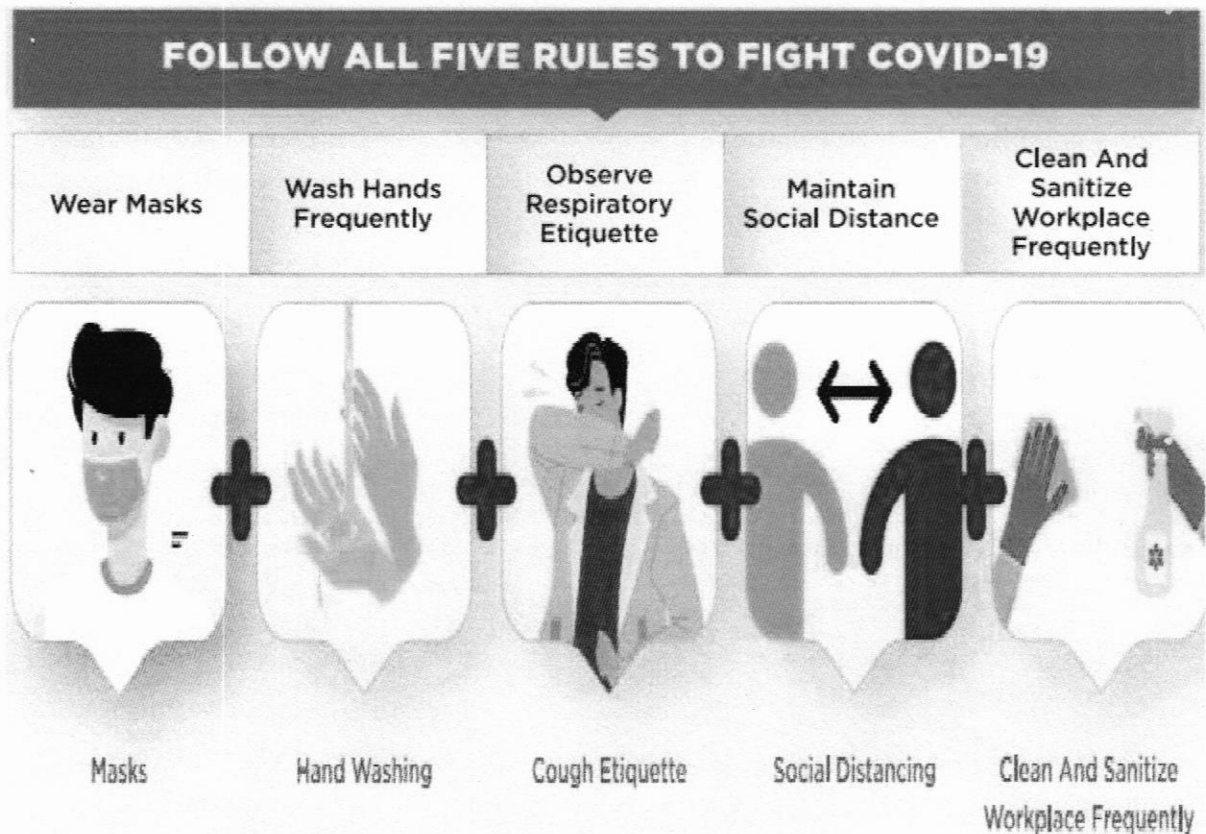 FOLLOW ALL FIVE RULES TO FIGHT COVID-19
Wear Masks
Wash Hands
Frequently
Observe
Respiratory
Etiquette
Maintain
Social Distance
Clean And
Sanitize
Workplace
Frequently
Masks
Hand Washing
Cough Etiquette
Social Distancing
Clean And Sanitize
Workplace Frequently